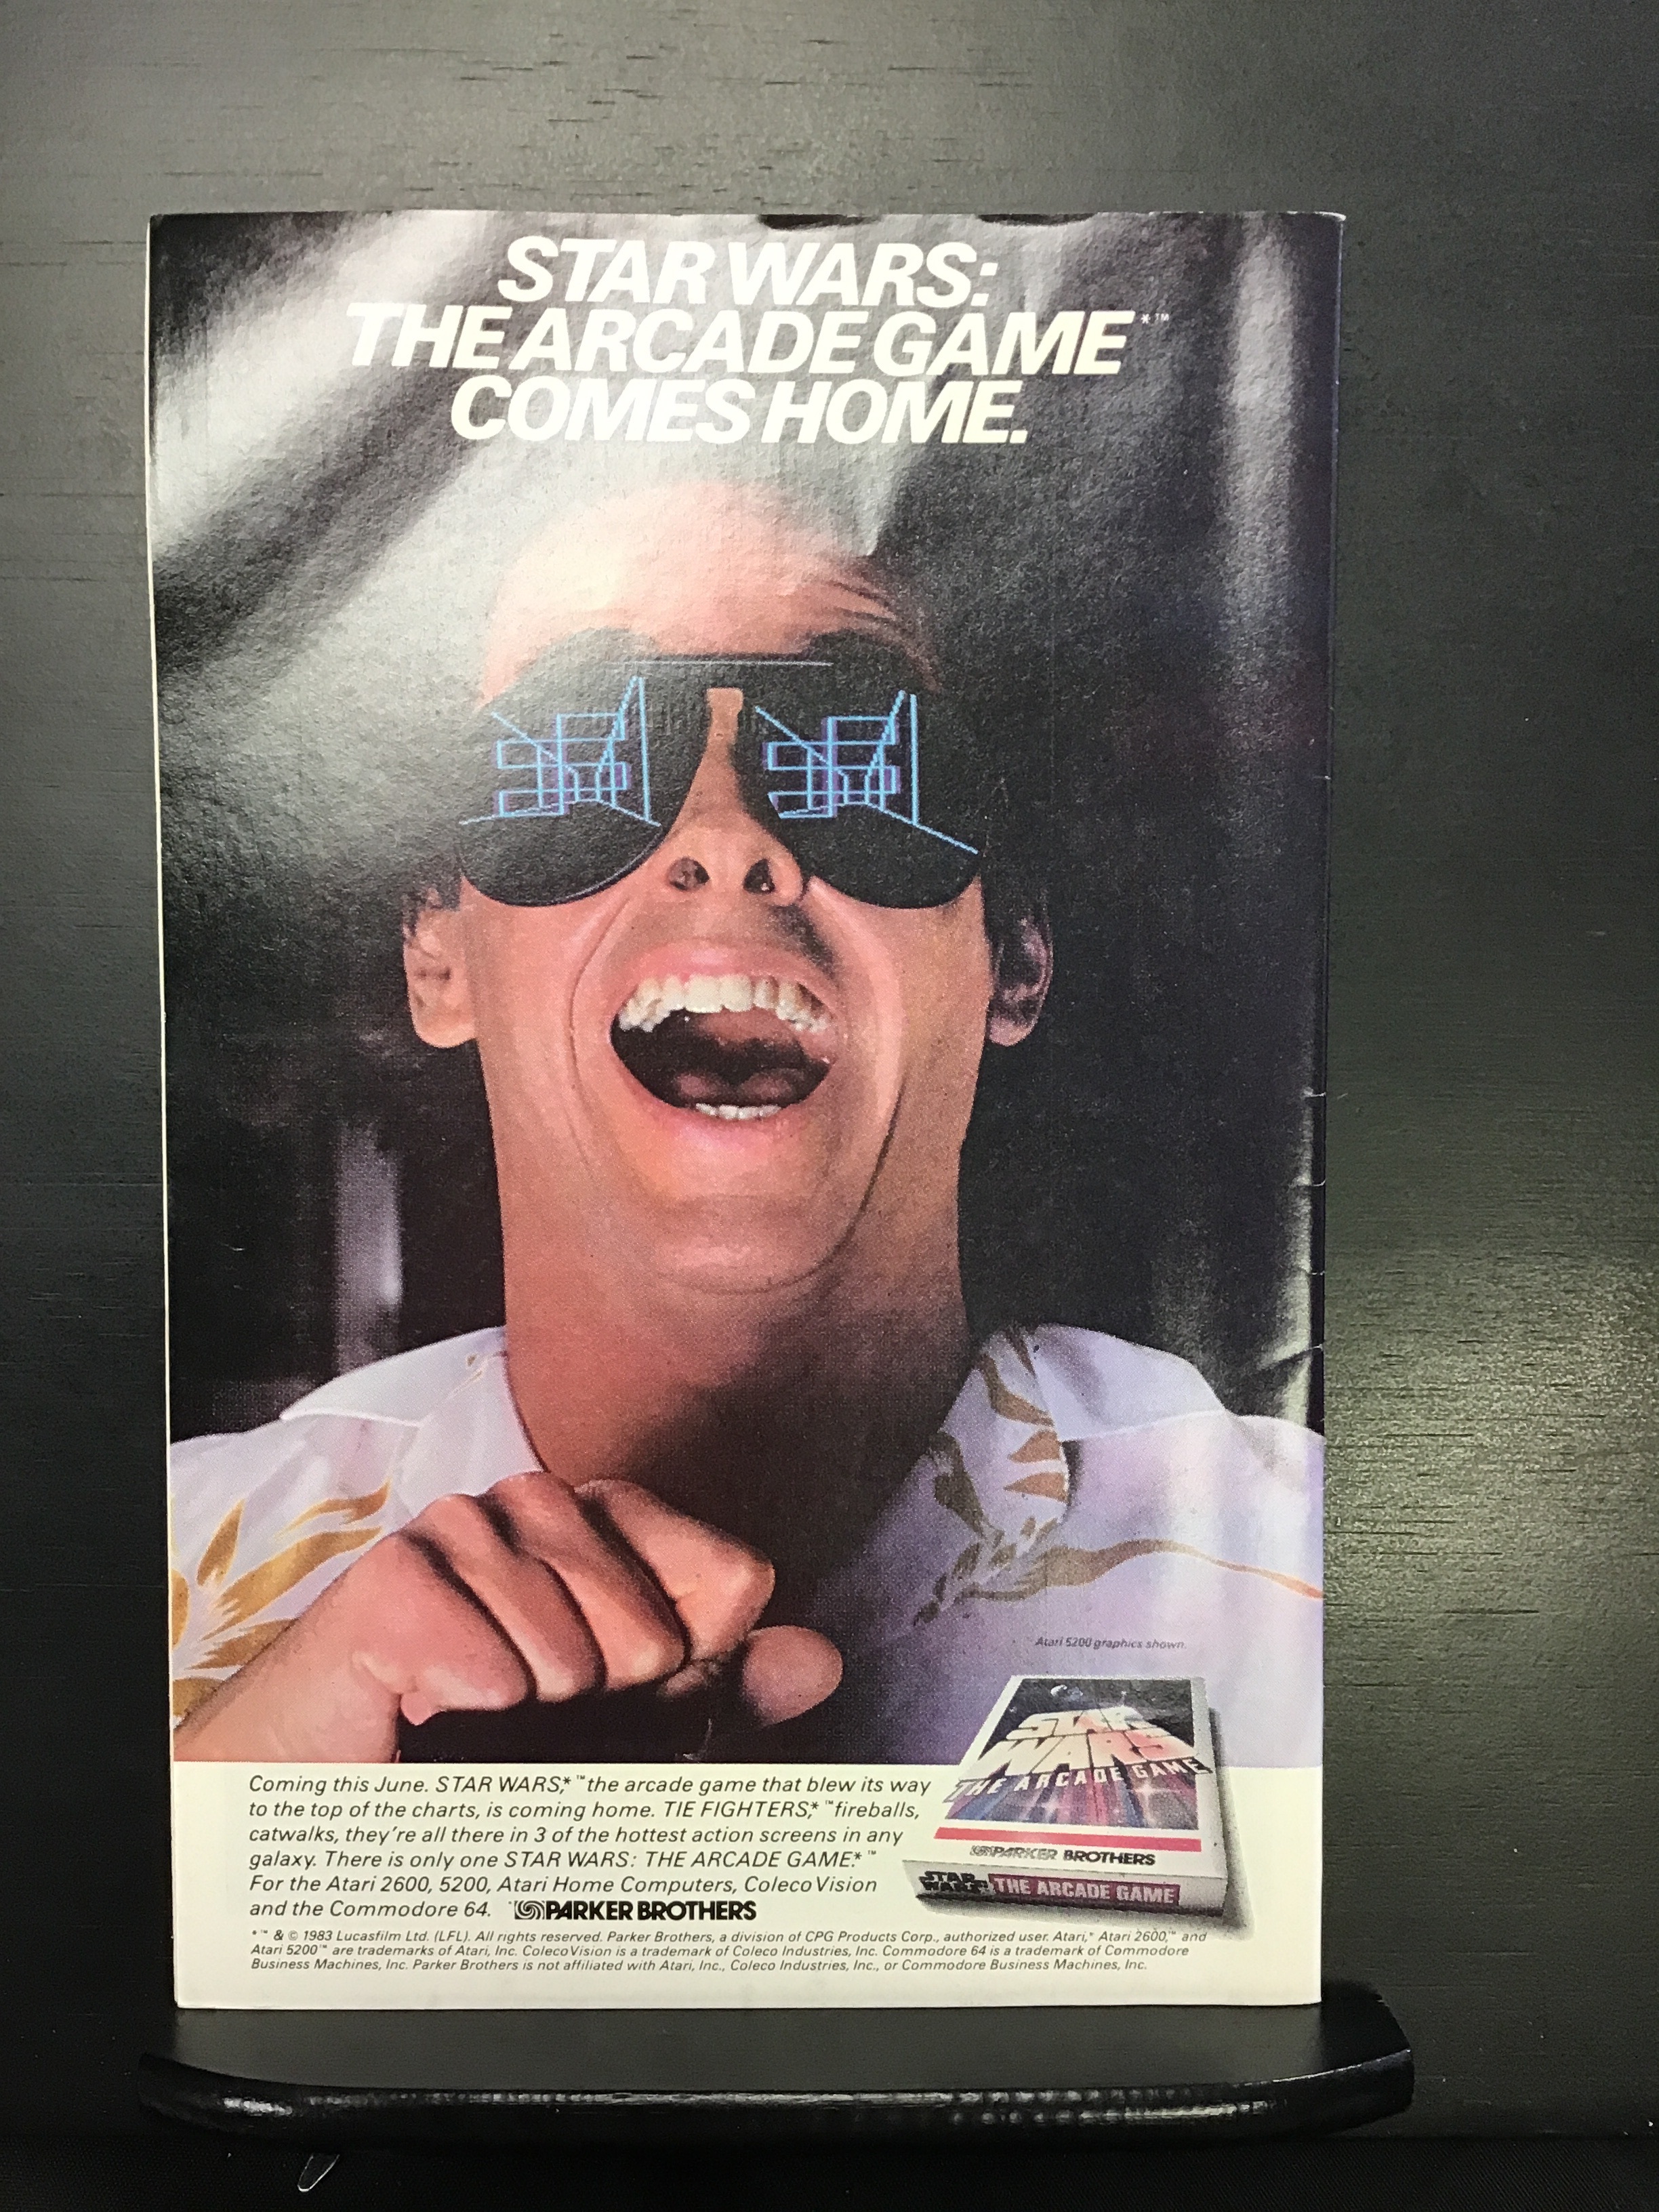 STAR WARS:
THE ARCADE GAME*™
COMES HOME.
Atari 5200 graphics shown.
STAR
WARS
THE ARCADE GAME
PARKER BROTHERS
STAR
WARS
THE ARCADE GAME
Coming this June. STAR WARS,*™ the arcade game that blew its way
to the top of the charts, is coming home. TIE FIGHTERS,*™ fireballs,
catwalks, they're all there in 3 of the hottest action screens in any
galaxy. There is only one STAR WARS: THE ARCADE GAME.*™
For the Atari 2600, 5200, Atari Home Computers, ColecoVision
and the Commodore 64. PARKER BROTHERS
*™ & © 1983 Lucasfilm Ltd. (LFL). All rights reserved. Parker Brothers, a division of CPG Products Corp., authorized user. Atari,® Atari 2600,™ and
Atari 5200™ are trademarks of Atari, Inc. ColecoVision is a trademark of Coleco Industries, Inc. Commodore 64 is a trademark of Commodore
Business Machines, Inc. Parker Brothers is not affiliated with Atari, Inc., Coleco Industries, Inc., or Commodore Business Machines, Inc.